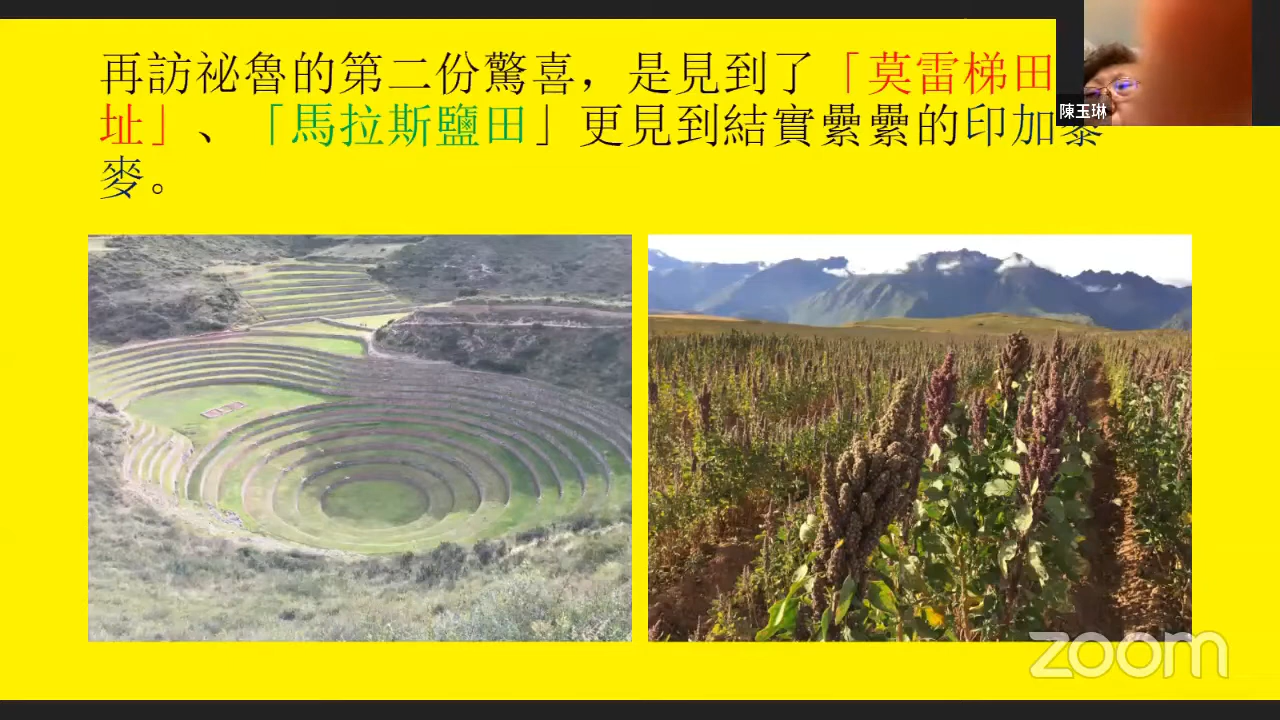 再訪祕魯的第二份驚喜，是見到了「莫雷梯田
址」、「馬拉斯鹽田」更見到結實纍纍的印加黍
麥。
陳玉琳
zoom